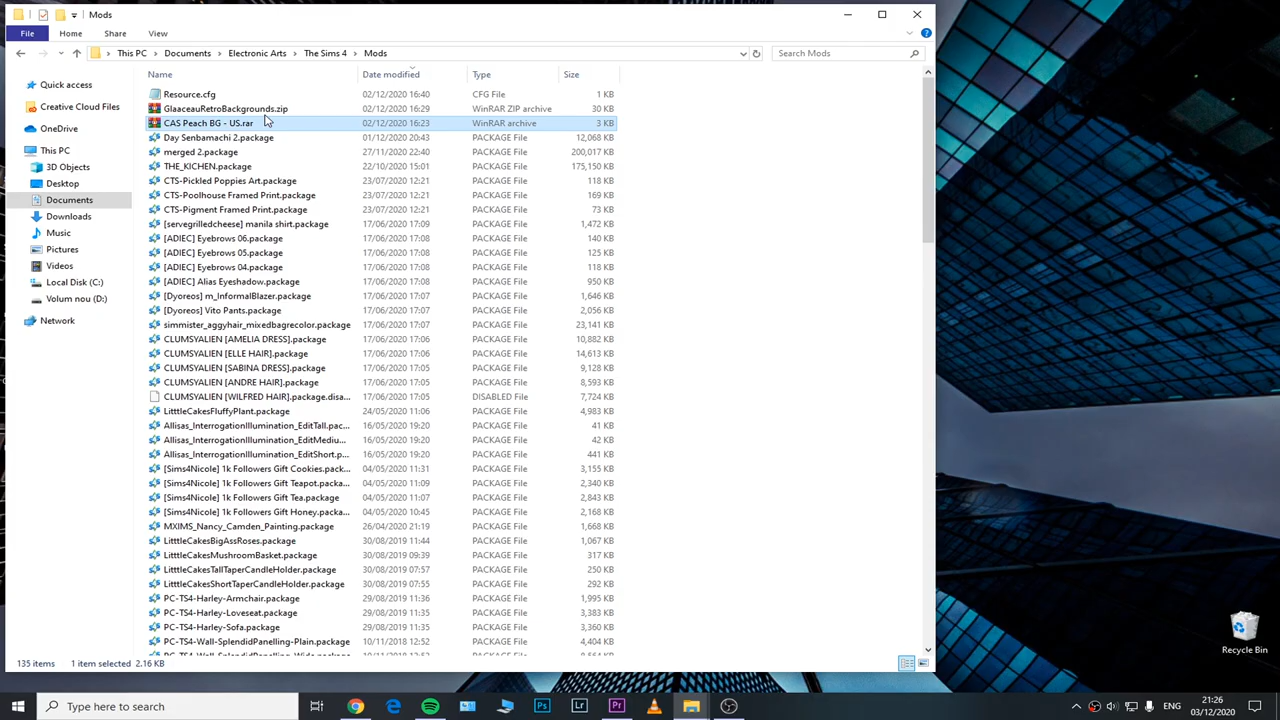 Mods
File Home Share View
This PC Documents Electronic Arts The Sims 4 Mods Search Mods
Name Date modified Type Size
Quick access
Creative Cloud Files
OneDrive
This PC
3D Objects
Desktop
Documents
Downloads
Music
Pictures
Videos
Local Disk (C:)
Volum nou (D:)
Network
Resource.cfg 02/12/2020 16:40 CFG File 1 KB
GlaaceauRetroBackgrounds.zip 02/12/2020 16:29 WinRAR ZIP archive 30 KB
CAS Peach BG - US.rar 02/12/2020 16:23 WinRAR archive 3 KB
Day Senbamachi 2.package 01/12/2020 20:43 PACKAGE File 12,068 KB
merged 2.package 27/11/2020 22:40 PACKAGE File 200,017 KB
THE_KICHEN.package 22/10/2020 15:01 PACKAGE File 175,150 KB
CTS-Pickled Poppies Art.package 23/07/2020 12:21 PACKAGE File 118 KB
CTS-Poolhouse Framed Print.package 23/07/2020 12:21 PACKAGE File 169 KB
CTS-Pigment Framed Print.package 23/07/2020 12:21 PACKAGE File 73 KB
[servegrilledcheese] manila shirt.package 17/06/2020 17:09 PACKAGE File 1,472 KB
[ADIEC] Eyebrows 06.package 17/06/2020 17:08 PACKAGE File 140 KB
[ADIEC] Eyebrows 05.package 17/06/2020 17:08 PACKAGE File 125 KB
[ADIEC] Eyebrows 04.package 17/06/2020 17:08 PACKAGE File 118 KB
[ADIEC] Alias Eyeshadow.package 17/06/2020 17:08 PACKAGE File 950 KB
[Dyoreos] m_InformalBlazer.package 17/06/2020 17:07 PACKAGE File 1,646 KB
[Dyoreos] Vito Pants.package 17/06/2020 17:07 PACKAGE File 2,056 KB
simmister_aggyhair_mixedbagrecolor.package 17/06/2020 17:07 PACKAGE File 23,141 KB
CLUMSYALIEN [AMELIA DRESS].package 17/06/2020 17:06 PACKAGE File 10,882 KB
CLUMSYALIEN [ELLE HAIR].package 17/06/2020 17:06 PACKAGE File 14,613 KB
CLUMSYALIEN [SABINA DRESS].package 17/06/2020 17:05 PACKAGE File 9,128 KB
CLUMSYALIEN [ANDRE HAIR].package 17/06/2020 17:05 PACKAGE File 8,593 KB
CLUMSYALIEN [WILFRED HAIR].package.disa... 17/06/2020 17:05 DISABLED File 7,724 KB
LittleCakesFluffyPlant.package 24/05/2020 11:06 PACKAGE File 4,983 KB
Allisas_InterrogationIllumination_EditTall.pac... 16/05/2020 19:20 PACKAGE File 41 KB
Allisas_InterrogationIllumination_EditMediu... 16/05/2020 19:20 PACKAGE File 42 KB
Allisas_InterrogationIllumination_EditShort.p... 16/05/2020 19:20 PACKAGE File 441 KB
[Sims4Nicole] 1k Followers Gift Cookies.pack... 04/05/2020 11:31 PACKAGE File 3,155 KB
[Sims4Nicole] 1k Followers Gift Teapot.packa... 04/05/2020 11:09 PACKAGE File 2,340 KB
[Sims4Nicole] 1k Followers Gift Tea.package 04/05/2020 11:07 PACKAGE File 2,843 KB
[Sims4Nicole] 1k Followers Gift Honey.packa... 04/05/2020 10:45 PACKAGE File 2,168 KB
MXIMS_Nancy_Camden_Painting.package 26/04/2020 21:19 PACKAGE File 1,668 KB
LittleCakesBigAssRoses.package 30/08/2019 11:44 PACKAGE File 1,067 KB
LittleCakesMushroomBasket.package 30/08/2019 09:39 PACKAGE File 317 KB
LittleCakesTallTaperCandleHolder.package 30/08/2019 07:57 PACKAGE File 250 KB
LittleCakesShortTaperCandleHolder.package 30/08/2019 07:55 PACKAGE File 292 KB
PC-TS4-Harley-Armchair.package 29/08/2019 11:36 PACKAGE File 1,995 KB
PC-TS4-Harley-Loveseat.package 29/08/2019 11:35 PACKAGE File 3,383 KB
PC-TS4-Harley-Sofa.package 29/08/2019 11:35 PACKAGE File 3,360 KB
PC-TS4-Wall-SplendidPanelling-Plain.package 10/11/2018 12:52 PACKAGE File 4,404 KB
135 items 1 item selected 2.16 KB
Recycle Bin
Type here to search
21:26
03/12/2020